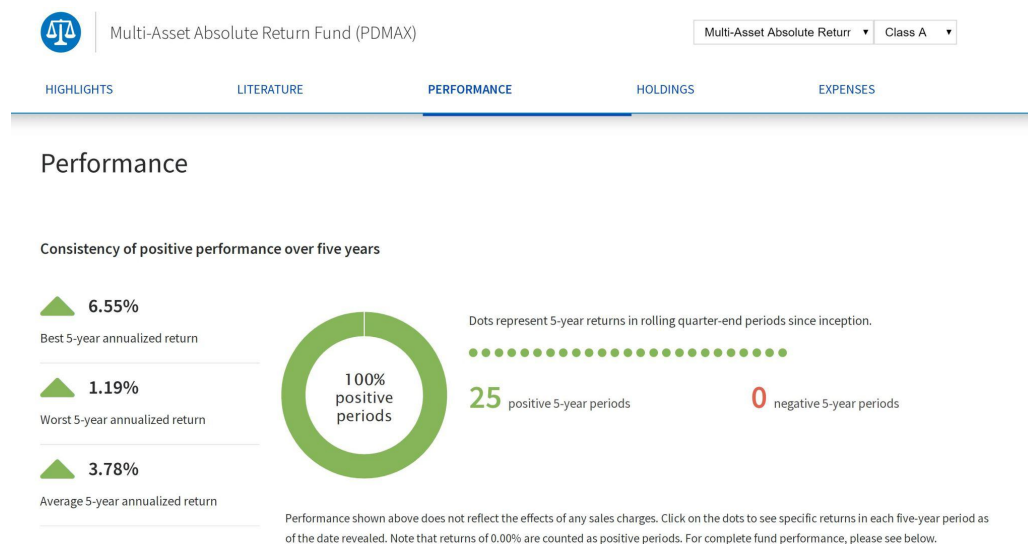 Multi-Asset Absolute Return Fund (PDMAX)
Multi-Asset Absolute Returr
Class A
HIGHLIGHTS
LITERATURE
PERFORMANCE
HOLDINGS
EXPENSES
Performance
Consistency of positive performance over five years
6.55%
Best 5-year annualized return
1.19%
Worst 5-year annualized return
3.78%
Average 5-year annualized return
100%
positive
periods
Dots represent 5-year returns in rolling quarter-end periods since inception.
25 positive 5-year periods
0 negative 5-year periods
Performance shown above does not reflect the effects of any sales charges. Click on the dots to see specific returns in each five-year period as
of the date revealed. Note that returns of 0.00% are counted as positive periods. For complete fund performance, please see below.